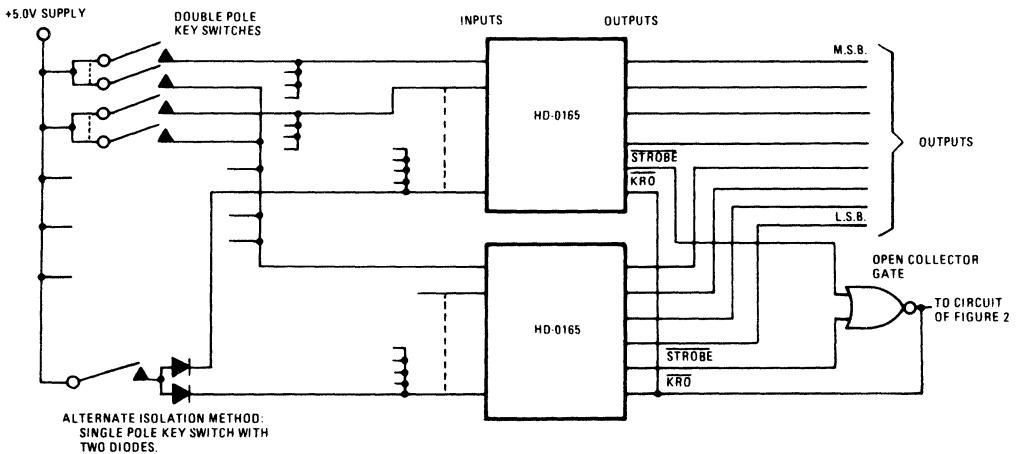 +5.0V SUPPLY
DOUBLE POLE
KEY SWITCHES
INPUTS
OUTPUTS
M.S.B.
HD-0165
OUTPUTS
STROBE
KRO
L.S.B.
OPEN COLLECTOR
GATE
TO CIRCUIT
OF FIGURE 2
HD-0165
STROBE
KRO
ALTERNATE ISOLATION METHOD:
SINGLE POLE KEY SWITCH WITH
TWO DIODES.